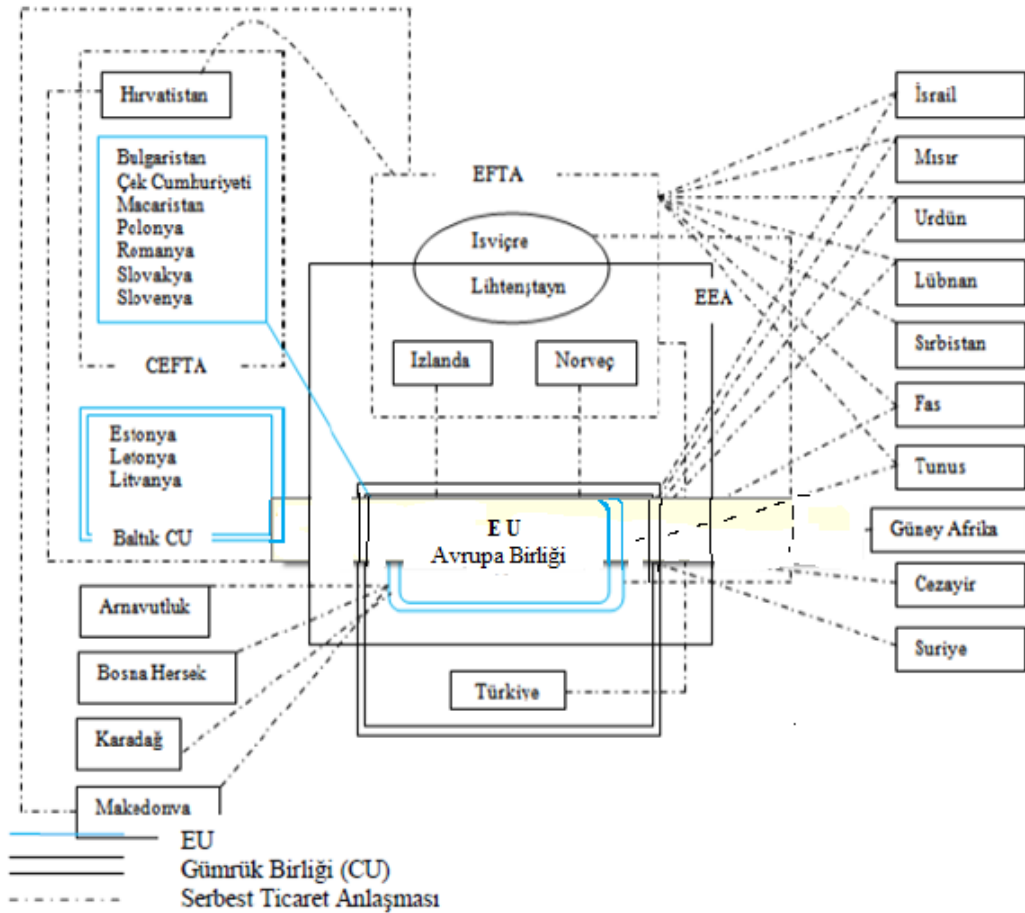 Hırvatistan
Bulgaristan
Çek Cumhuriyeti
Macaristan
Polonya
Romanya
Slovakya
Slovenya
CEFTA
Estonya
Letonya
Litvanya
Baltık CU
Arnavutluk
Bosna Hersek
Karadağ
Makedonya
EFTA
Isviçre
Lihtenştayn
EEA
Izlanda
Norveç
EU
Avrupa Birliği
Türkiye
İsrail
Mısır
Urdün
Lübnan
Sırbistan
Fas
Tunus
Güney Afrika
Cezayir
Suriye
EU
Gümrük Birliği (CU)
Serbest Ticaret Anlaşması